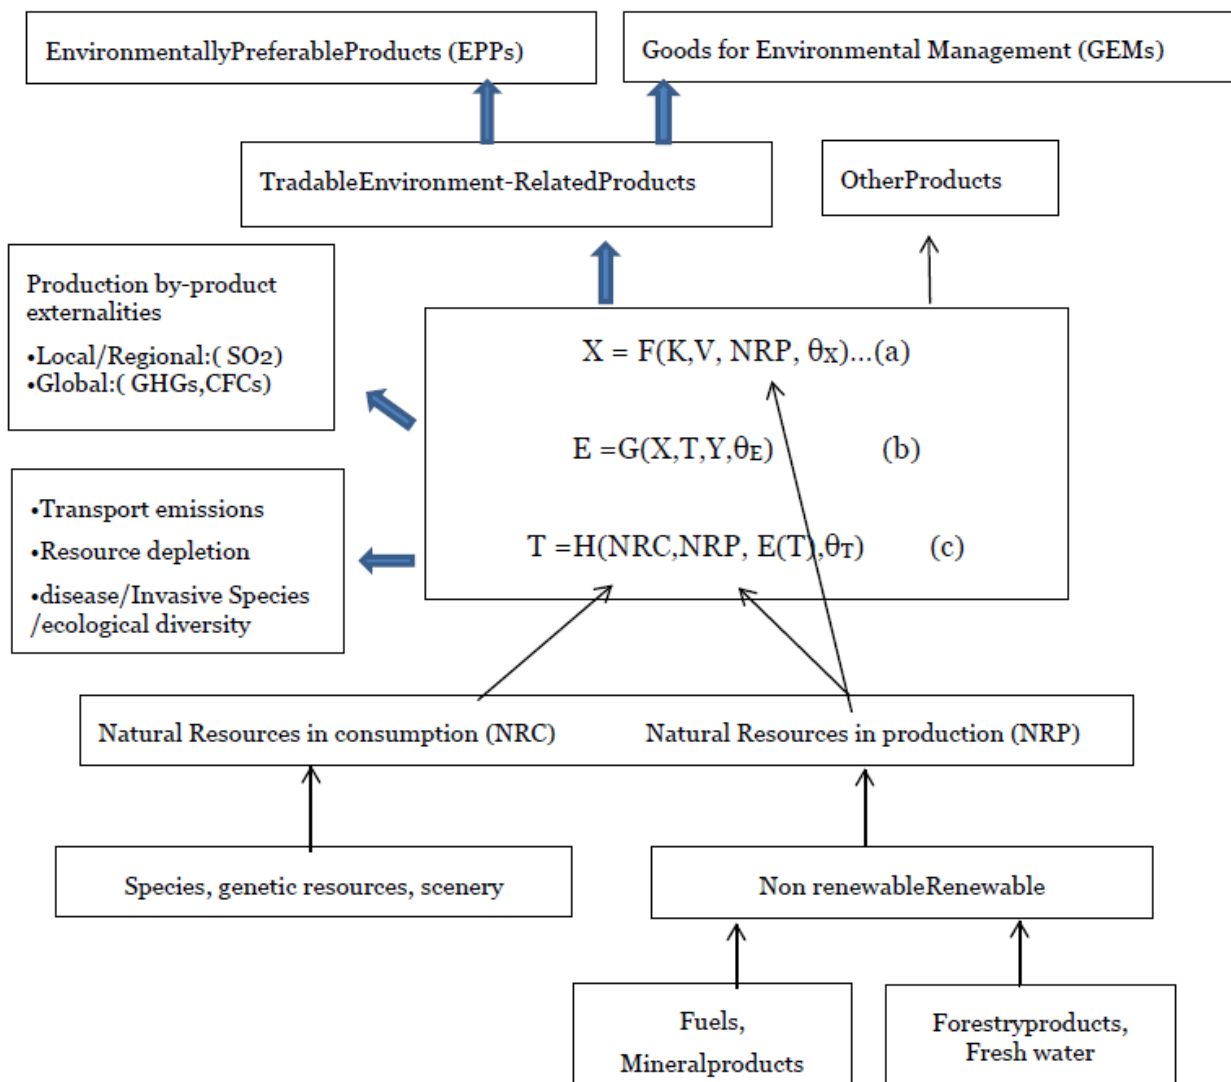 EnvironmentallyPreferableProducts (EPPs)
Goods for Environmental Management (GEMs)
TradableEnvironment-RelatedProducts
OtherProducts
Production by-product
externalities
•Local/Regional:( SO2)
•Global:( GHGs,CFCs)
X = F(K,V, NRP, θX)...(a)
E =G(X,T,Y,θE) (b)
T =H(NRC,NRP, E(T),θT) (c)
•Transport emissions
•Resource depletion
•disease/Invasive Species
/ecological diversity
Natural Resources in consumption (NRC)
Natural Resources in production (NRP)
Species, genetic resources, scenery
Non renewableRenewable
Fuels,
Mineralproducts
Forestryproducts,
Fresh water